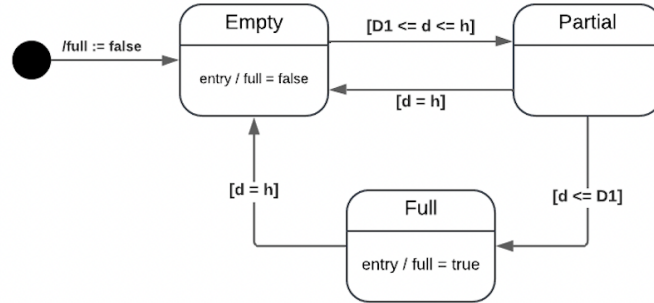 Empty
Partial
/full := false
[D1 <= d <= h]
entry / full = false
[d = h]
[d = h]
[d <= D1]
Full
entry / full = true